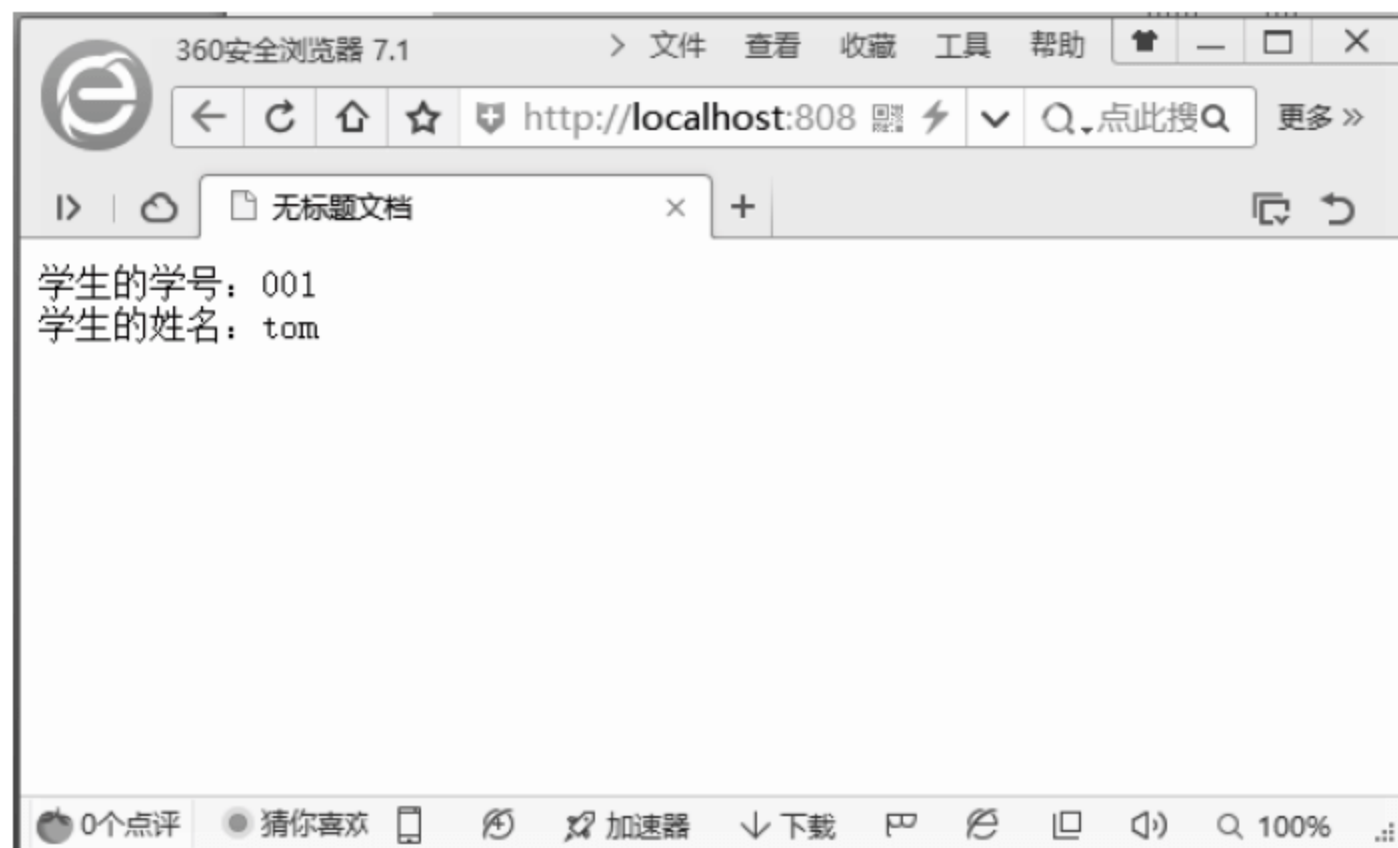 360安全浏览器 7.1 > 文件 查看 收藏 工具 帮助
http://localhost:808 点此搜 更多 »
无标题文档
学生的学号：001
学生的姓名：tom
0个点评 猜你喜欢 加速器 下载 100%